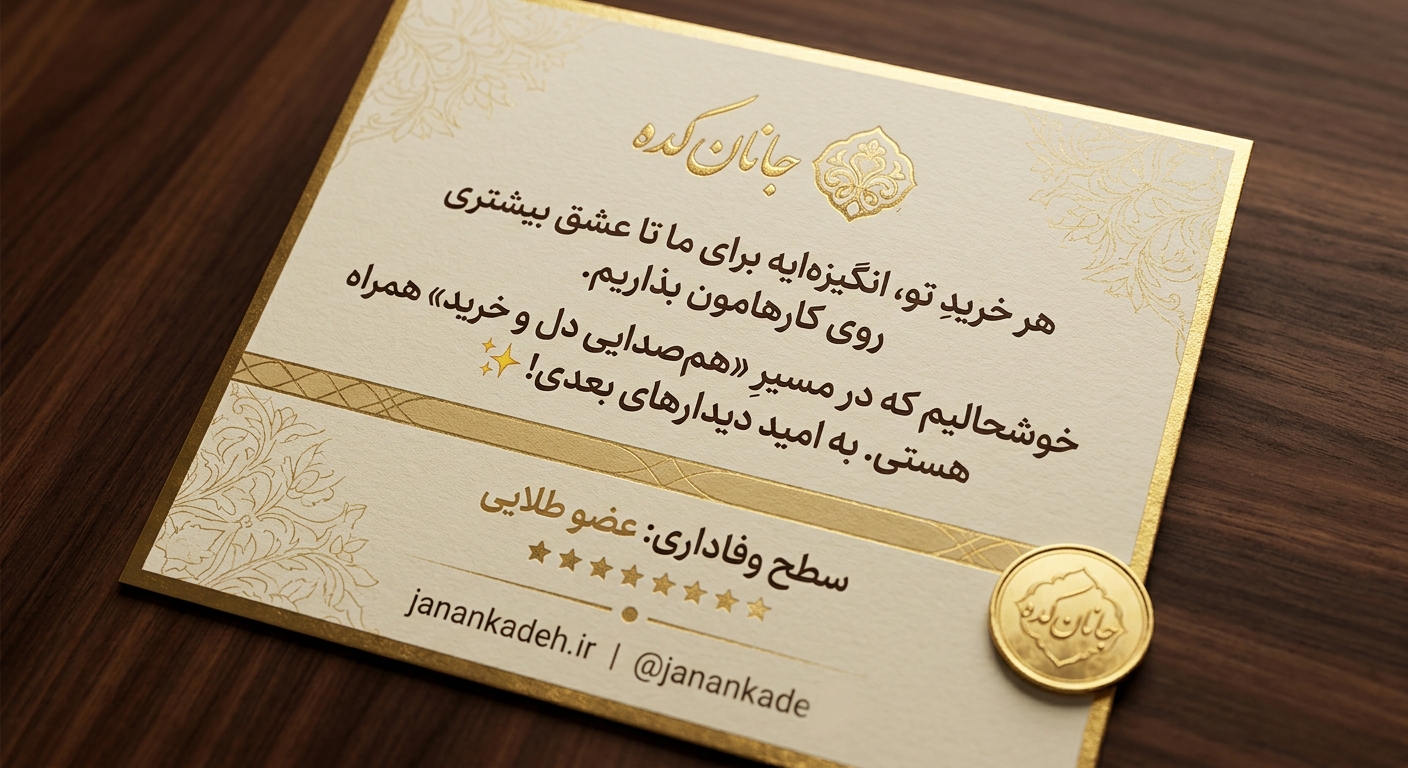 جانان کده
هر خریدِ تو، انگیزه‌ایه برای ما تا عشق بیشتری
روی کارهامون بذاریم.
خوشحالیم که در مسیرِ «هم‌صدایی دل و خرید» همراه
هستی. به امید دیدارهای بعدی! ✨
سطح وفاداری: عضو طلایی
★★★★★★★★
janankadeh.ir | @janankade
جانان کده